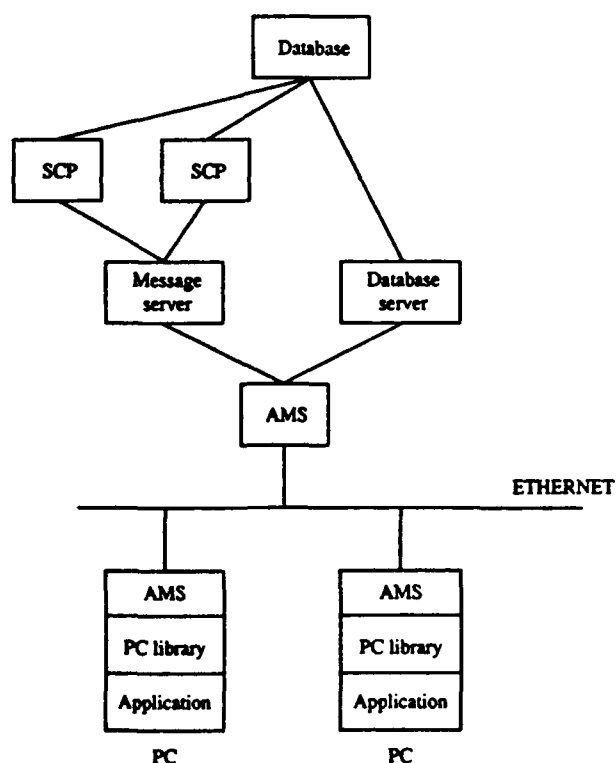 Database
SCP
SCP
Message
server
Database
server
AMS
ETHERNET
AMS
AMS
PC library
PC library
Application
Application
PC
PC